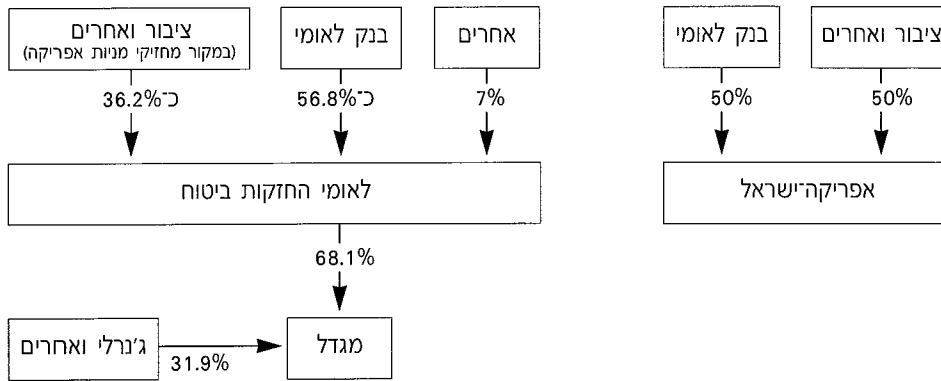 ציבור ואחרים
(במקור מחזיקי מניות אפריקה)
בנק לאומי
אחרים
כ־36.2%
כ־56.8%
7%
לאומי החזקות ביטוח
68.1%
ג'נרלי ואחרים
31.9%
מגדל
ציבור ואחרים
בנק לאומי
50%
50%
אפריקה־ישראל